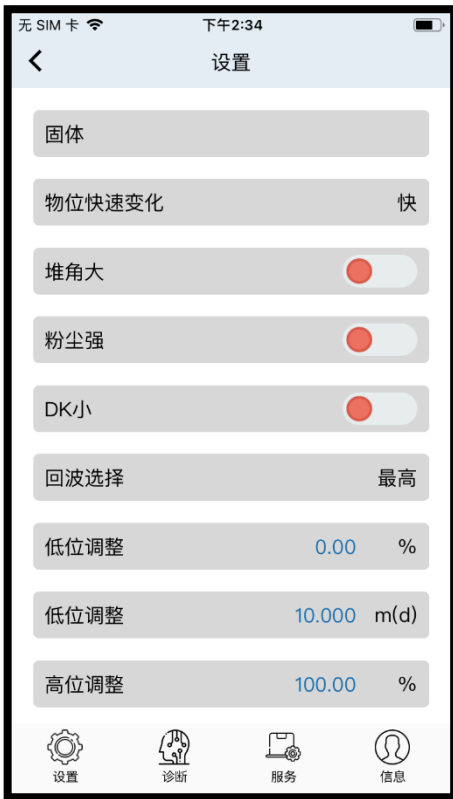 无 SIM 卡 下午2:34
设置
固体
物位快速变化 快
堆角大
粉尘强
DK小
回波选择 最高
低位调整 0.00 %
低位调整 10.000 m(d)
高位调整 100.00 %
设置 诊断 服务 信息